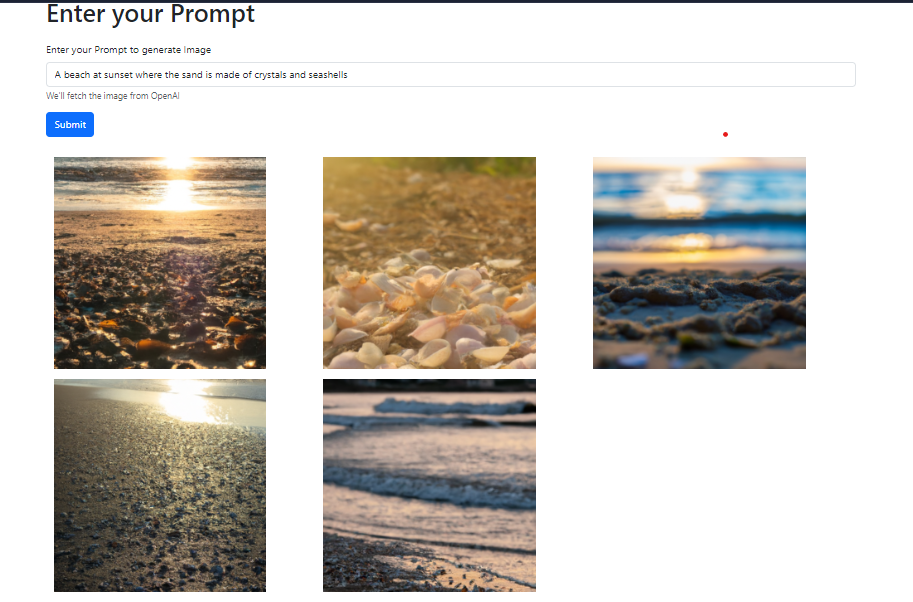 Enter your Prompt
Enter your Prompt to generate Image
A beach at sunset where the sand is made of crystals and seashells
We'll fetch the image from OpenAI
Submit